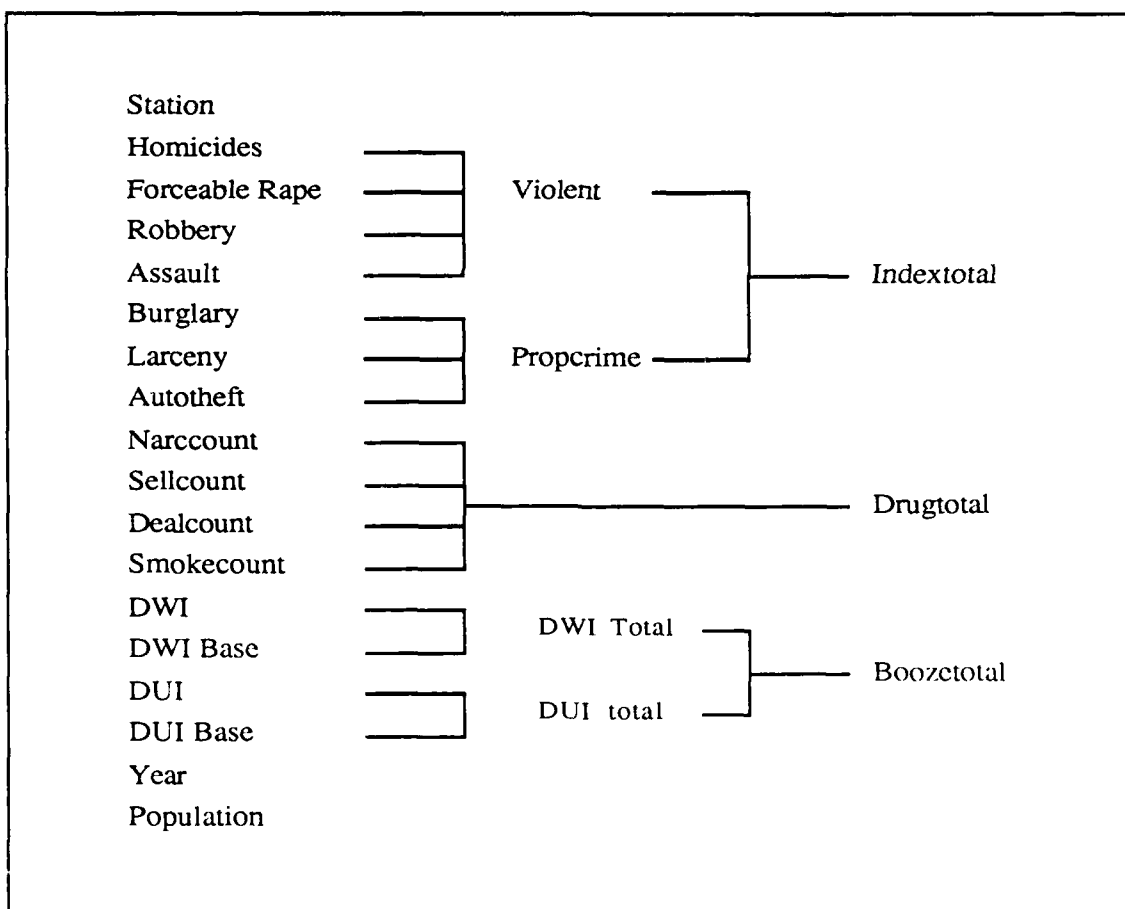 Station
Homicides
Forceable Rape
Violent
Robbery
Assault
Indextotal
Burglary
Larceny
Propcrime
Autotheft
Narccount
Sellcount
Drugtotal
Dealcount
Smokecount
DWI
DWI Total
DWI Base
Boozetotal
DUI
DUI total
DUI Base
Year
Population